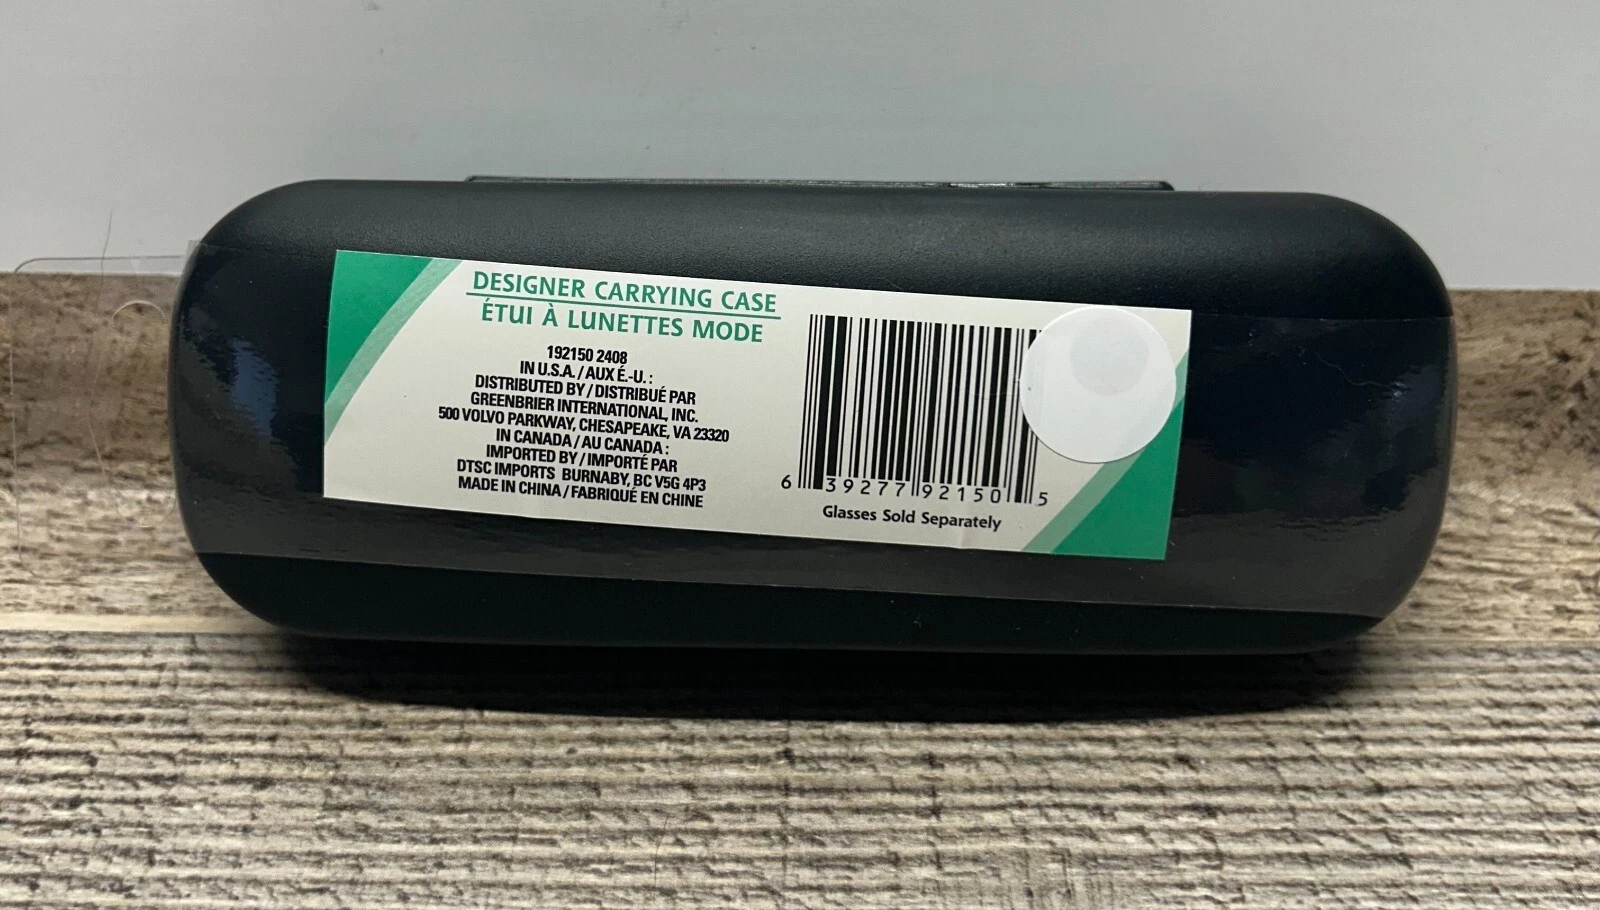 DESIGNER CARRYING CASE
ÉTUI À LUNETTES MODE
192150 2408
IN U.S.A. / AUX É.-U. :
DISTRIBUTED BY / DISTRIBUÉ PAR
GREENBRIER INTERNATIONAL, INC.
500 VOLVO PARKWAY, CHESAPEAKE, VA 23320
IN CANADA / AU CANADA :
IMPORTED BY / IMPORTÉ PAR
DTSC IMPORTS BURNABY, BC V5G 4P3
MADE IN CHINA / FABRIQUÉ EN CHINE
6 39277 92150 5
Glasses Sold Separately